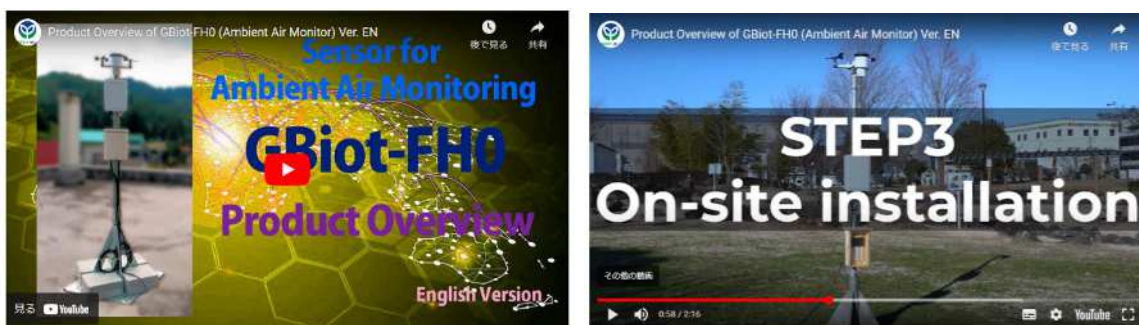 Product Overview of GBiot-FH0 (Ambient Air Monitor) Ver. EN
後で見る
共有
Sensor for
Ambient Air Monitoring
GBiot-FH0
Product Overview
English Version
見る YouTube
Product Overview of GBiot-FH0 (Ambient Air Monitor) Ver. EN
後で見る
共有
STEP3
On-site installation
その他の動画
0:58 / 2:16
YouTube